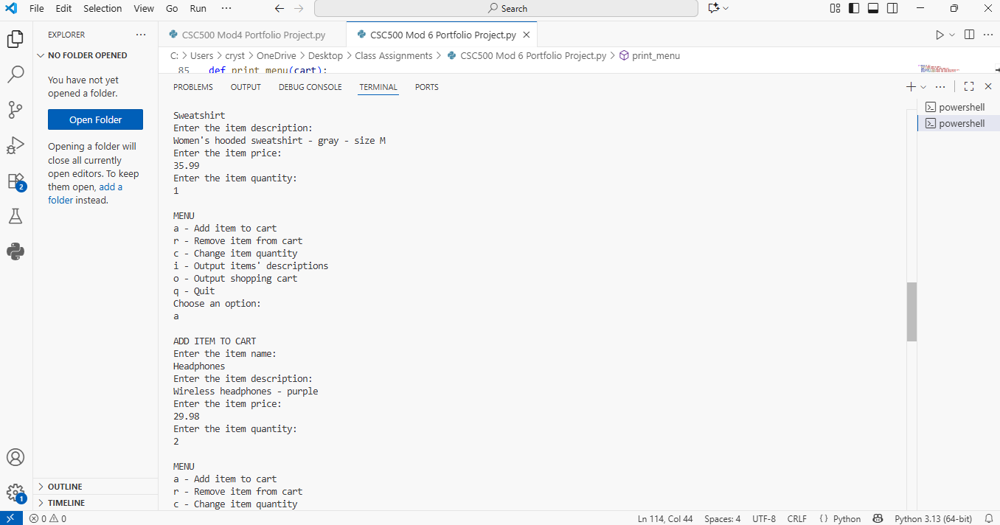 File Edit Selection View Go Run ··· Search
EXPLORER ···
NO FOLDER OPENED
You have not yet
opened a folder.
Open Folder
Opening a folder will
close all currently
open editors. To keep
them open, add a
folder instead.
2
OUTLINE
TIMELINE
1
CSC500 Mod4 Portfolio Project.py CSC500 Mod 6 Portfolio Project.py
C: > Users > cryst > OneDrive > Desktop > Class Assignments > CSC500 Mod 6 Portfolio Project.py > print_menu
85 def print_menu(cart):
PROBLEMS OUTPUT DEBUG CONSOLE TERMINAL PORTS
powershell
powershell
Sweatshirt
Enter the item description:
Women's hooded sweatshirt - gray - size M
Enter the item price:
35.99
Enter the item quantity:
1
MENU
a - Add item to cart
r - Remove item from cart
c - Change item quantity
i - Output items' descriptions
o - Output shopping cart
q - Quit
Choose an option:
a
ADD ITEM TO CART
Enter the item name:
Headphones
Enter the item description:
Wireless headphones - purple
Enter the item price:
29.98
Enter the item quantity:
2
MENU
a - Add item to cart
r - Remove item from cart
c - Change item quantity
0 0 Ln 114, Col 44 Spaces: 4 UTF-8 CRLF {} Python Python 3.13 (64-bit)